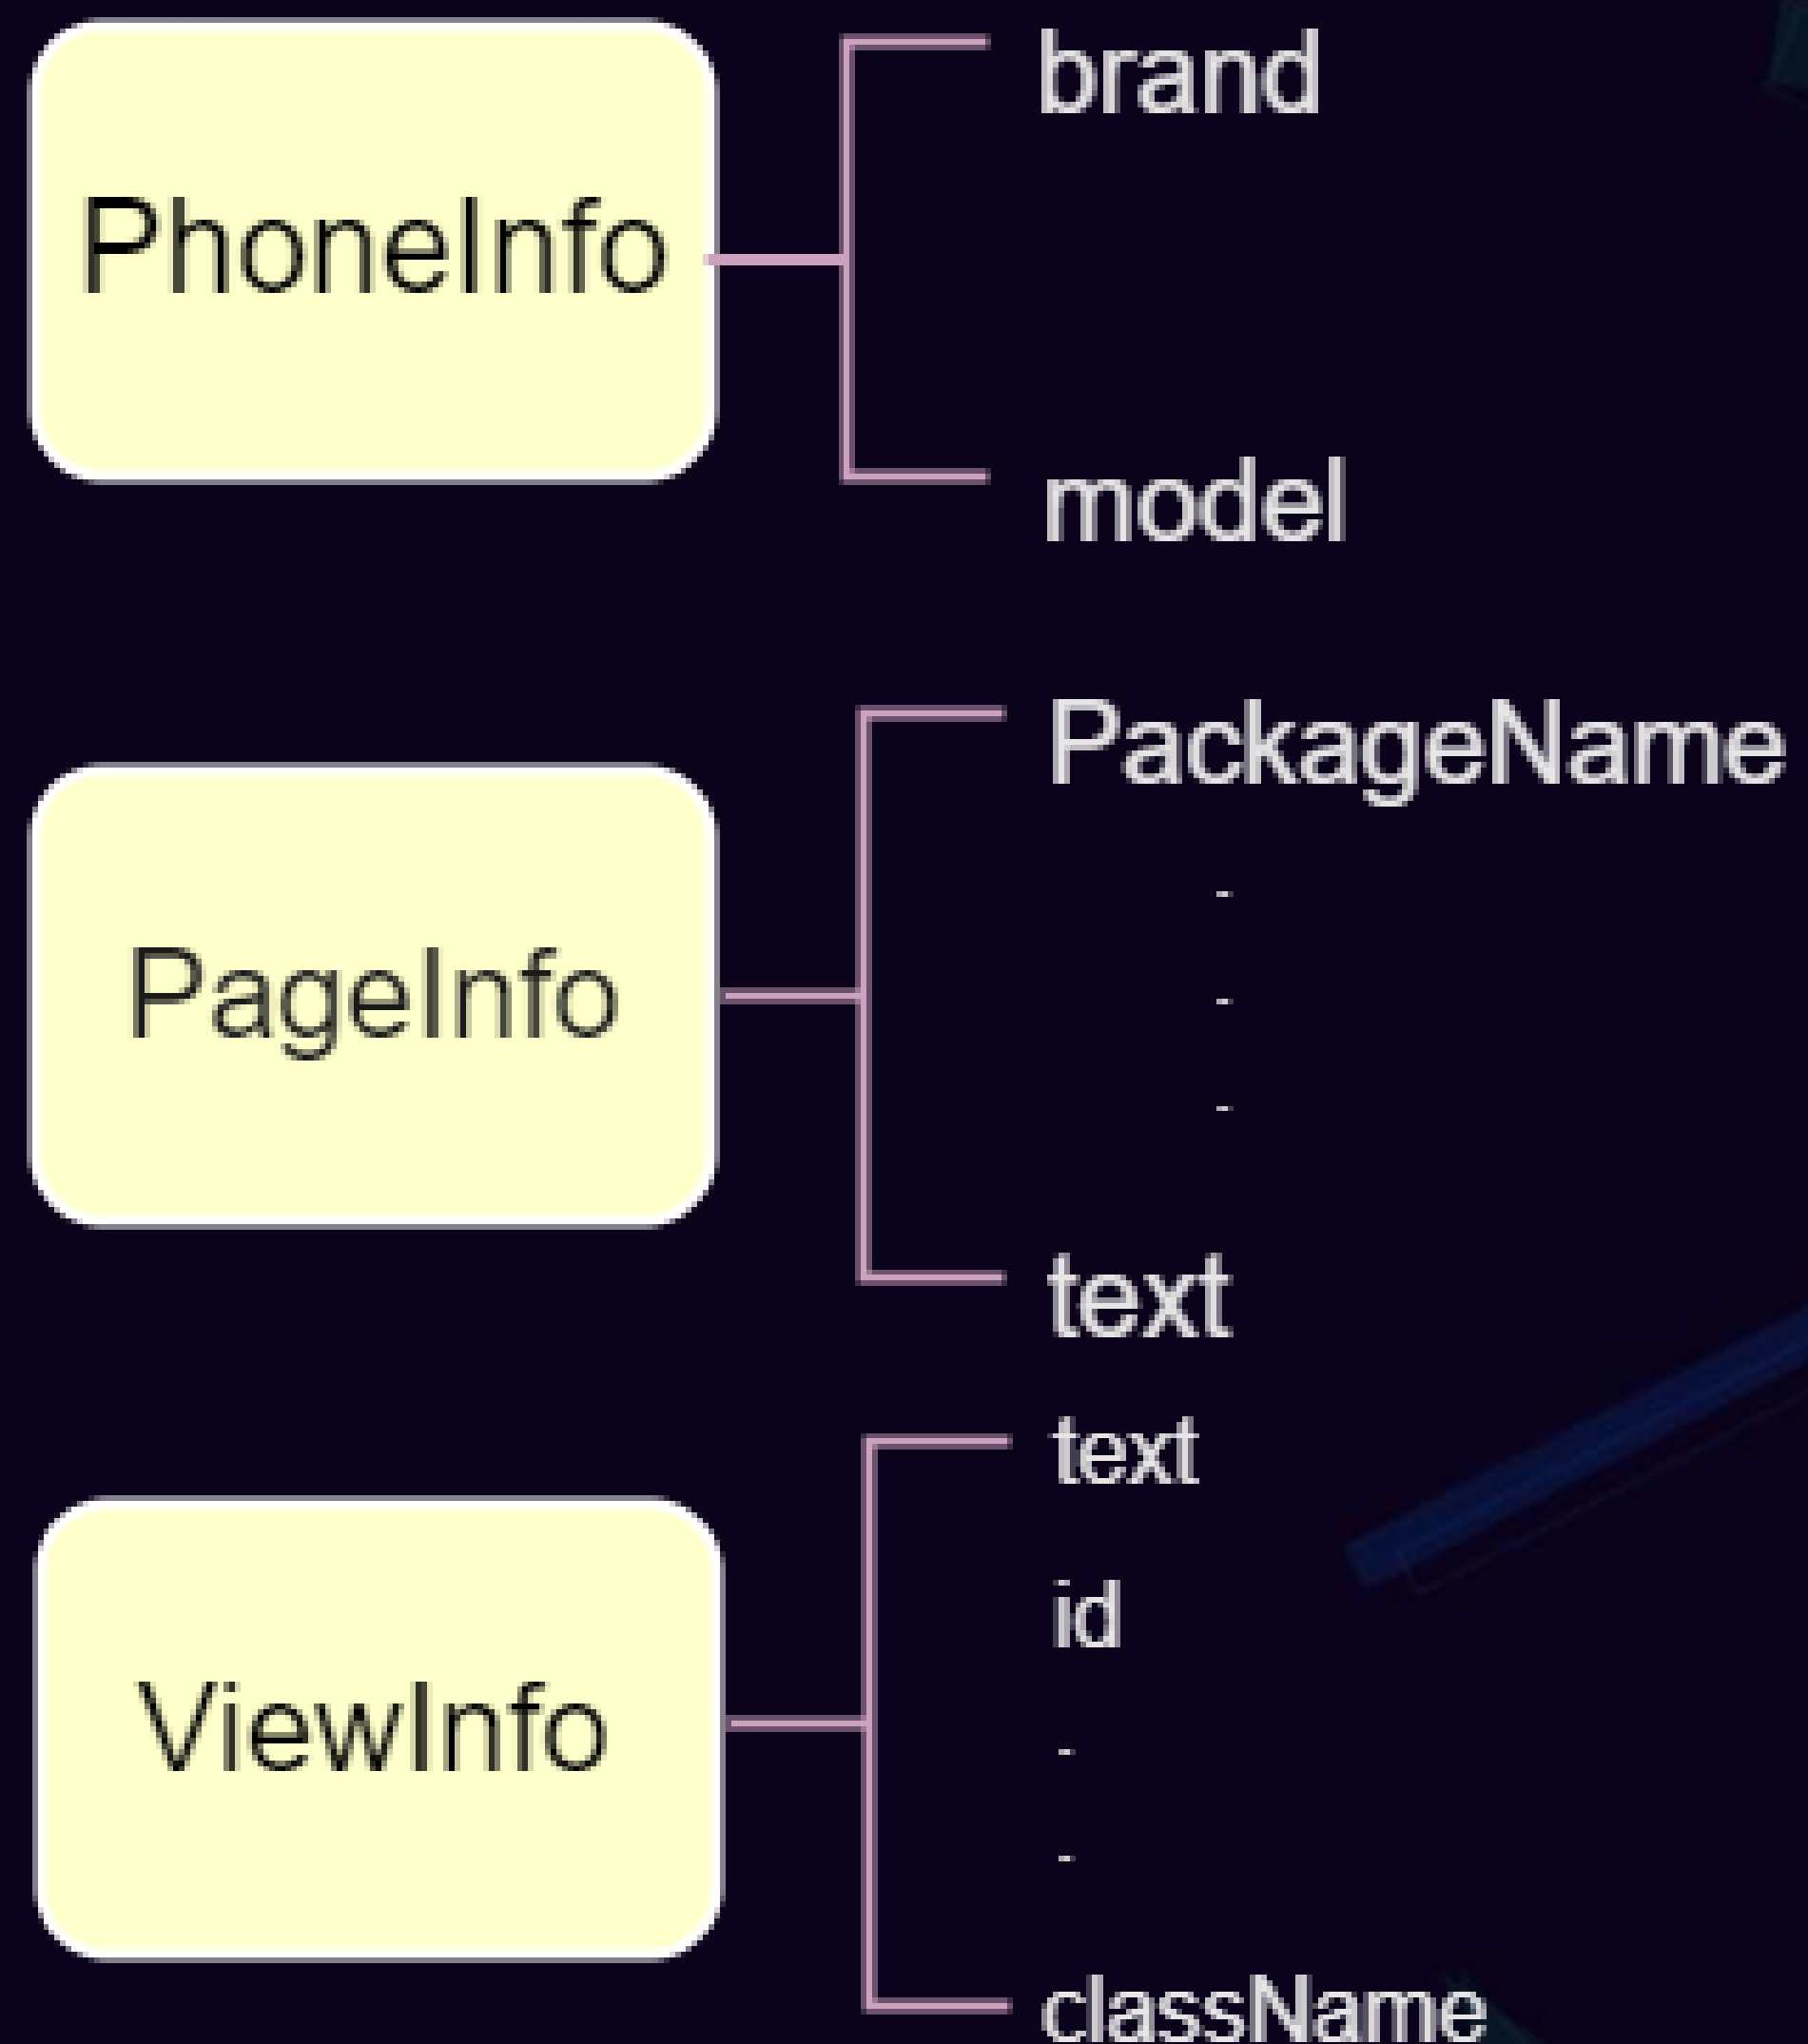 brand
PhoneInfo
model
PackageName
-
-
PageInfo
-
text
text
id
ViewInfo
-
-
className